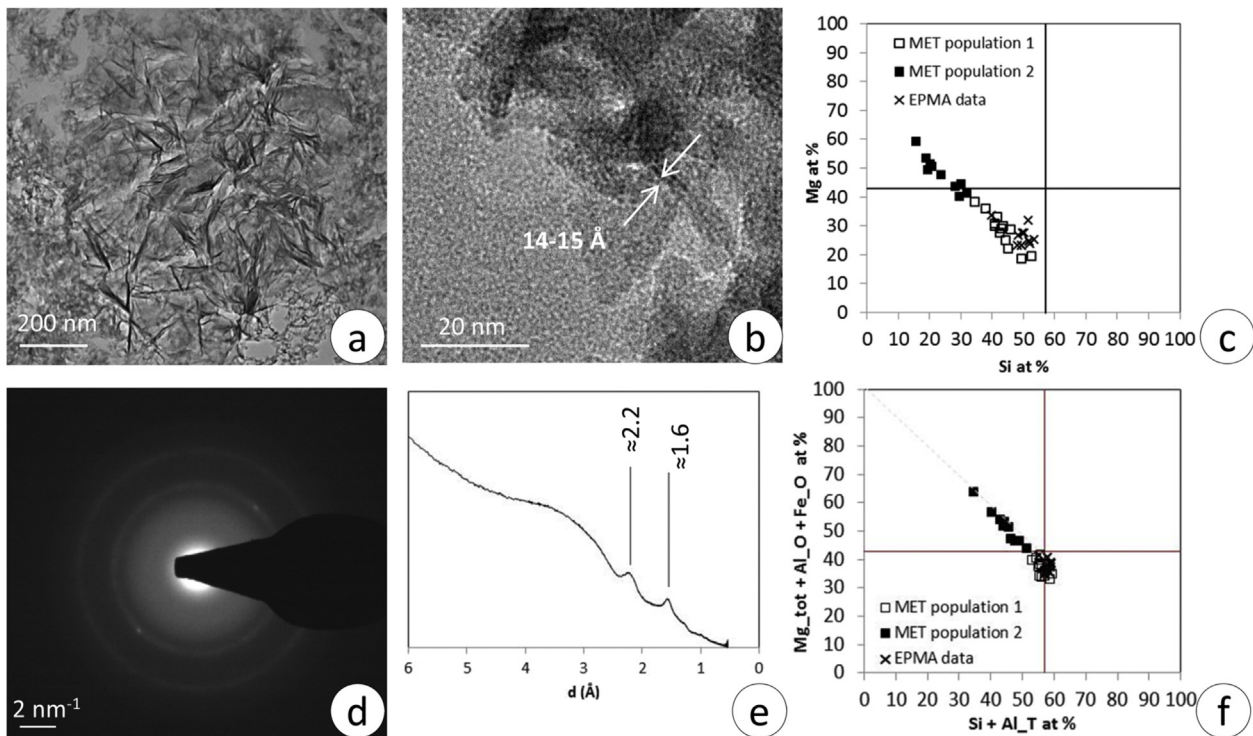 200 nm
a
14-15 Å
20 nm
b
Mg at %
100
90
80
70
60
50
40
30
20
10
0
MET population 1
MET population 2
EPMA data
0 10 20 30 40 50 60 70 80 90 100
Si at %
c
2 nm-1
d
≈2.2
≈1.6
6 5 4 3 2 1 0
d (Å)
e
Mg_tot + Al_O + Fe_O at %
100
90
80
70
60
50
40
30
20
10
0
MET population 1
MET population 2
EPMA data
0 10 20 30 40 50 60 70 80 90 100
Si + Al_T at %
f